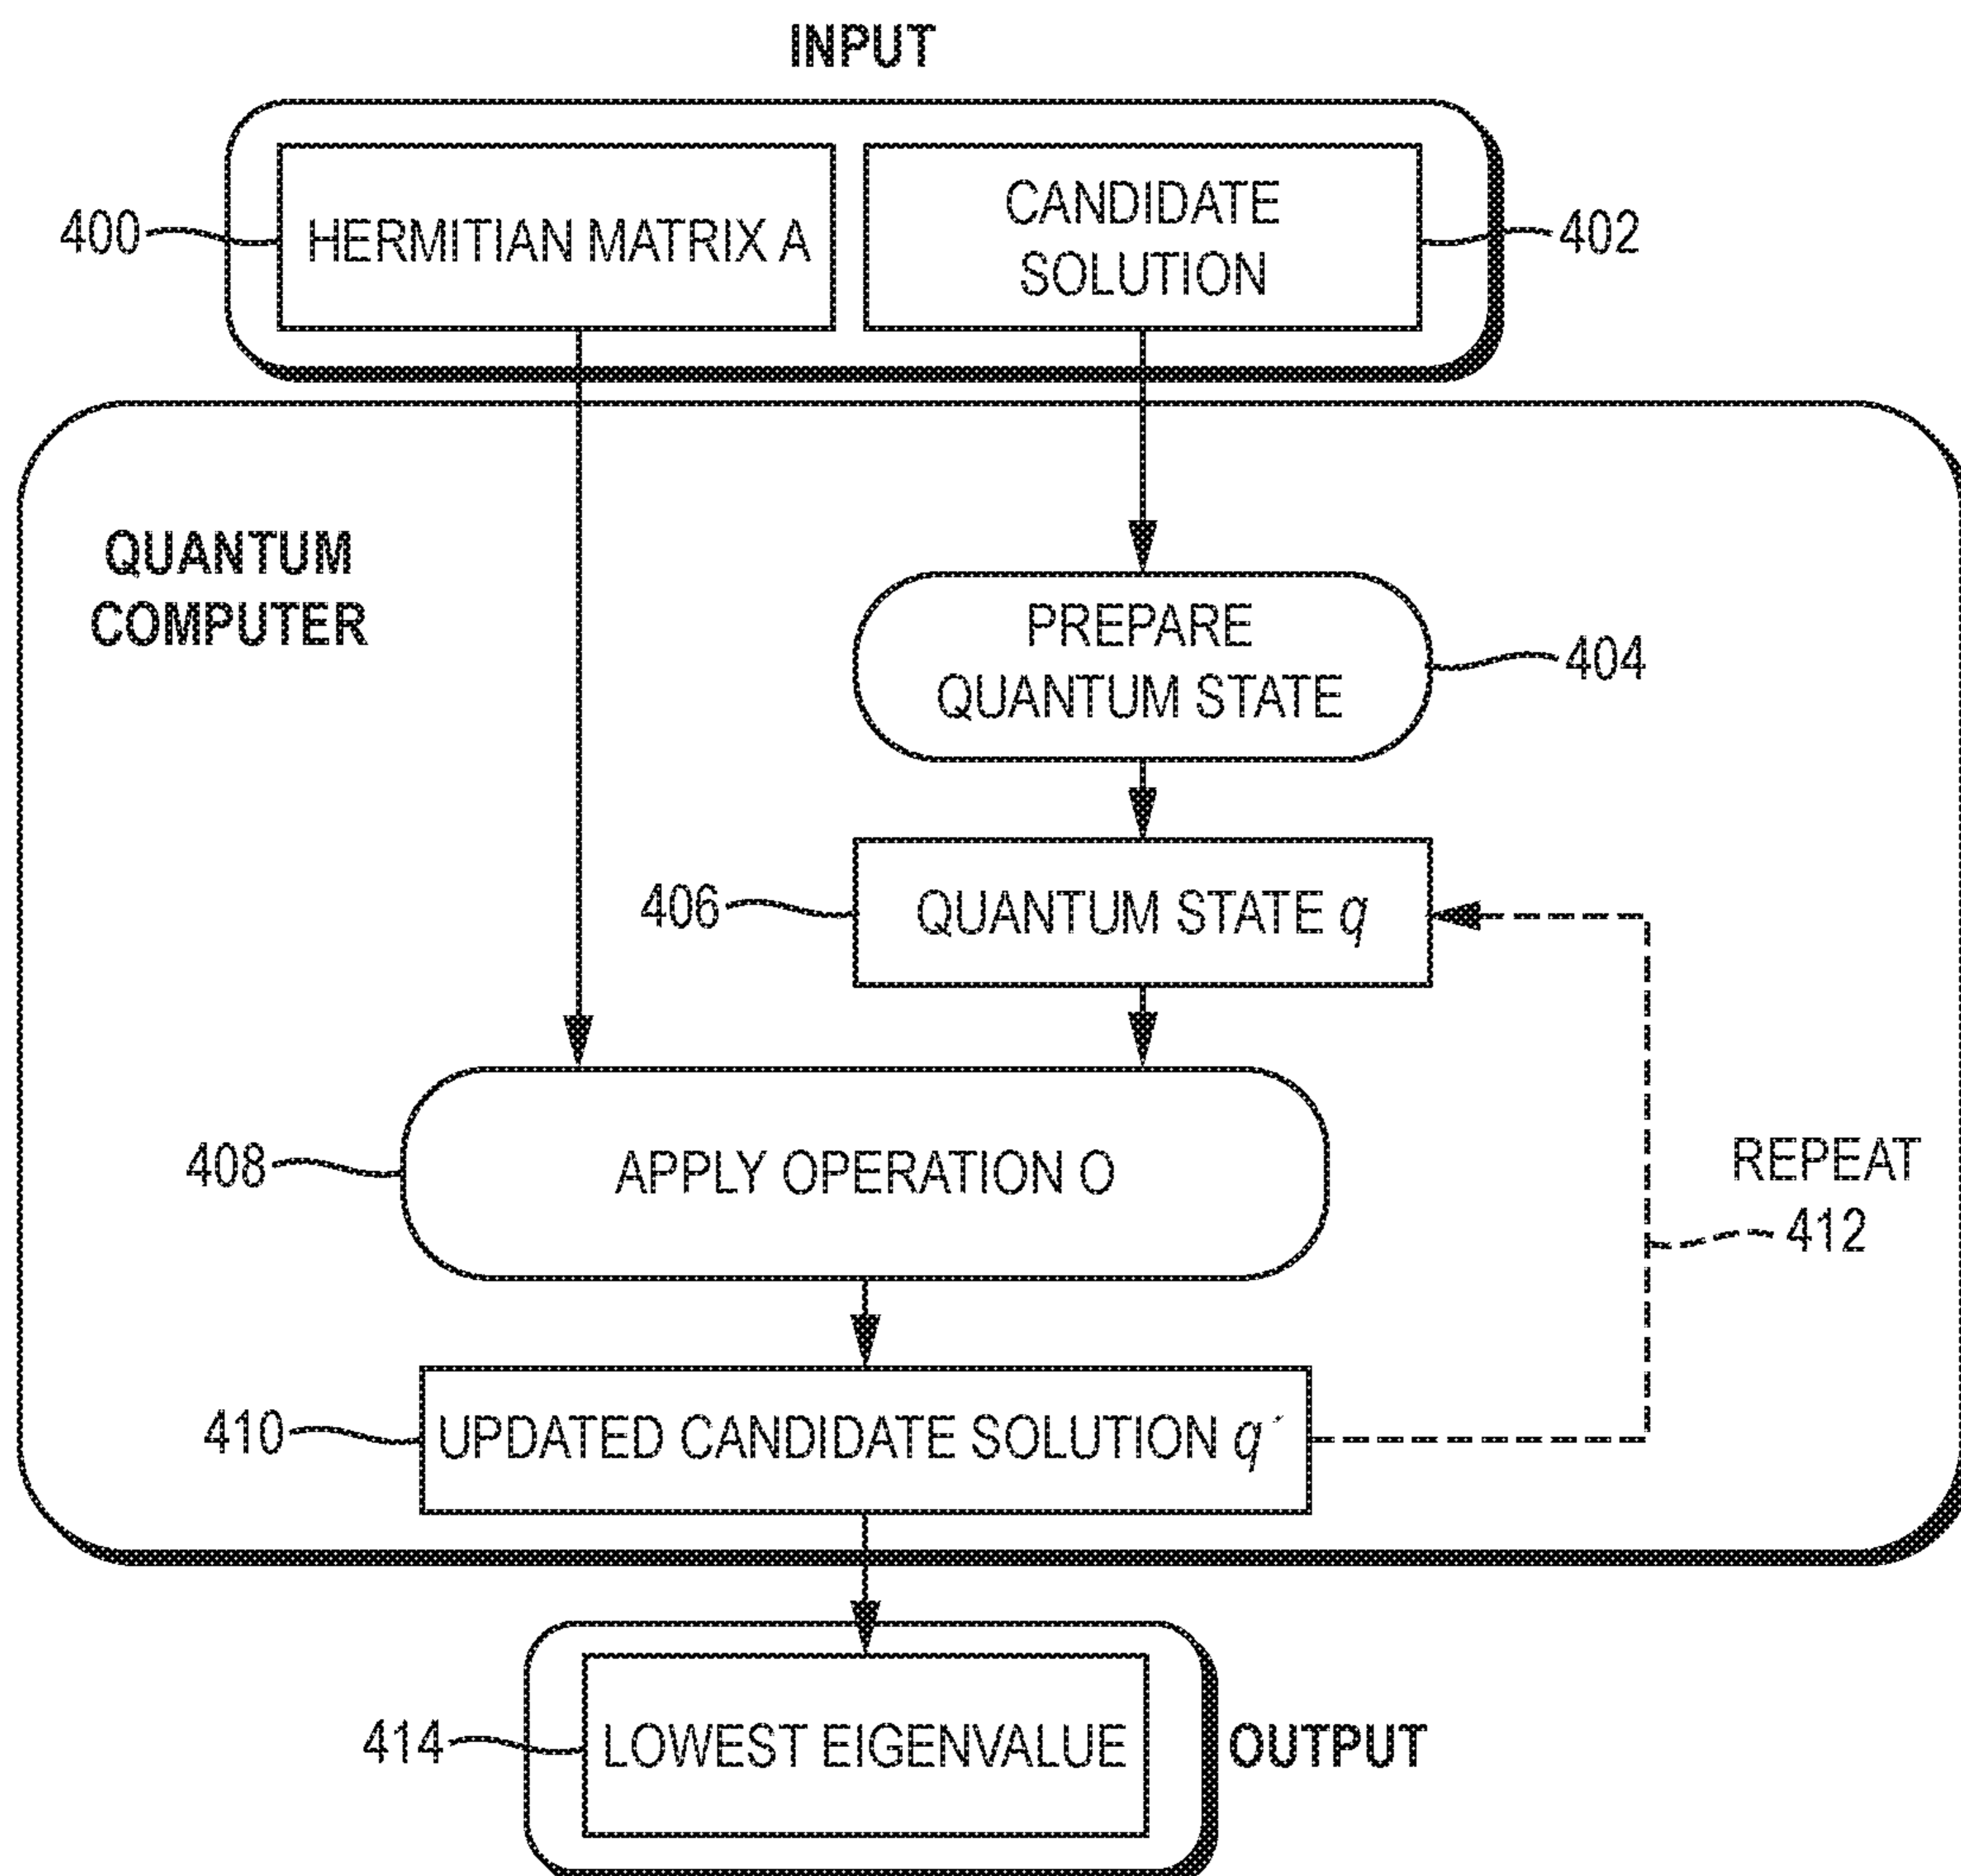 INPUT
400
HERMITIAN MATRIX A
CANDIDATE
SOLUTION
402
QUANTUM
COMPUTER
PREPARE
QUANTUM STATE
404
406
QUANTUM STATE q
408
APPLY OPERATION O
REPEAT
412
410
UPDATED CANDIDATE SOLUTION q´
414
LOWEST EIGENVALUE
OUTPUT